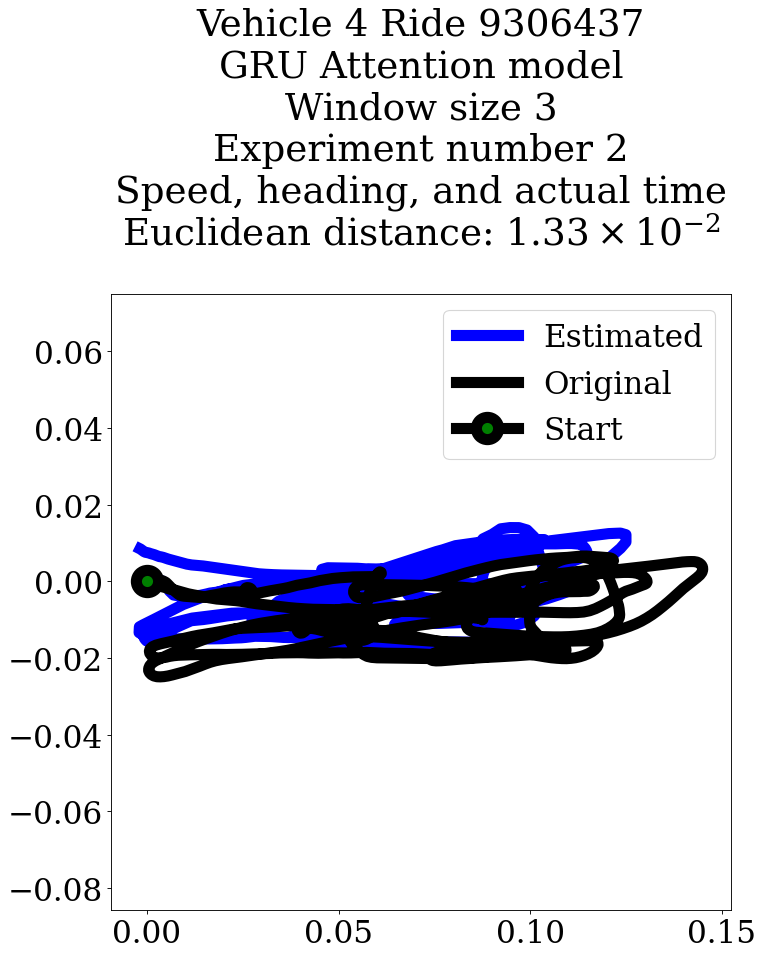 Vehicle 4 Ride 9306437
GRU Attention model
Window size 3
Experiment number 2
Speed, heading, and actual time
Euclidean distance: 1.33 × 10⁻²
Estimated
Original
Start
0.06
0.04
0.02
0.00
−0.02
−0.04
−0.06
−0.08
0.00 0.05 0.10 0.15